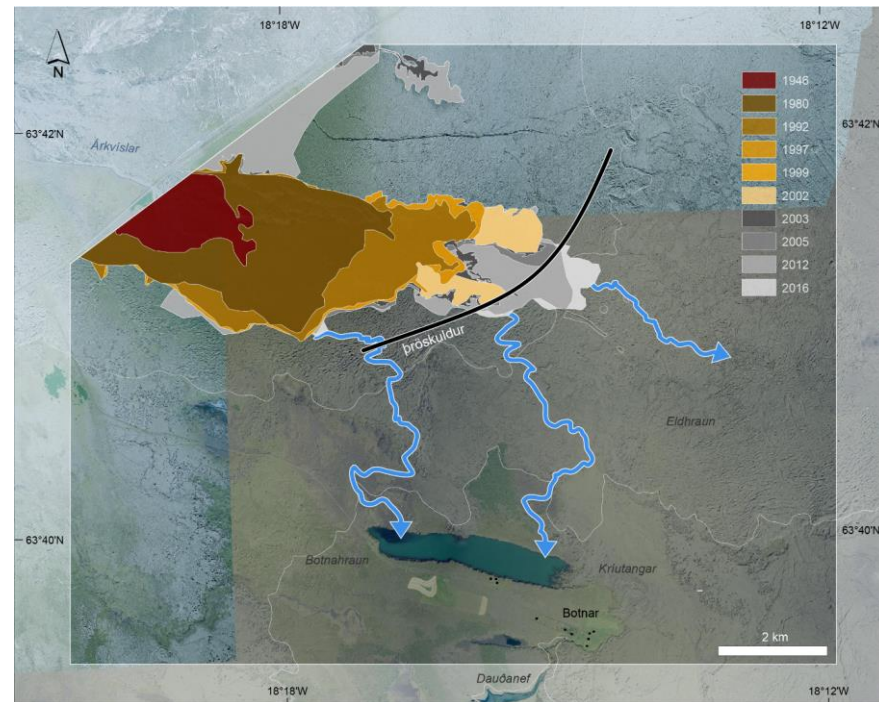 18°18'W
18°12'W
N
1946
1980
1992
1997
1999
2002
2003
2005
2012
2016
63°42'N
63°42'N
Árkvíslar
þröskuldur
Eldhraun
63°40'N
63°40'N
Botnahraun
Kríutangar
Botnar
2 km
Dauðanef
18°18'W
18°12'W